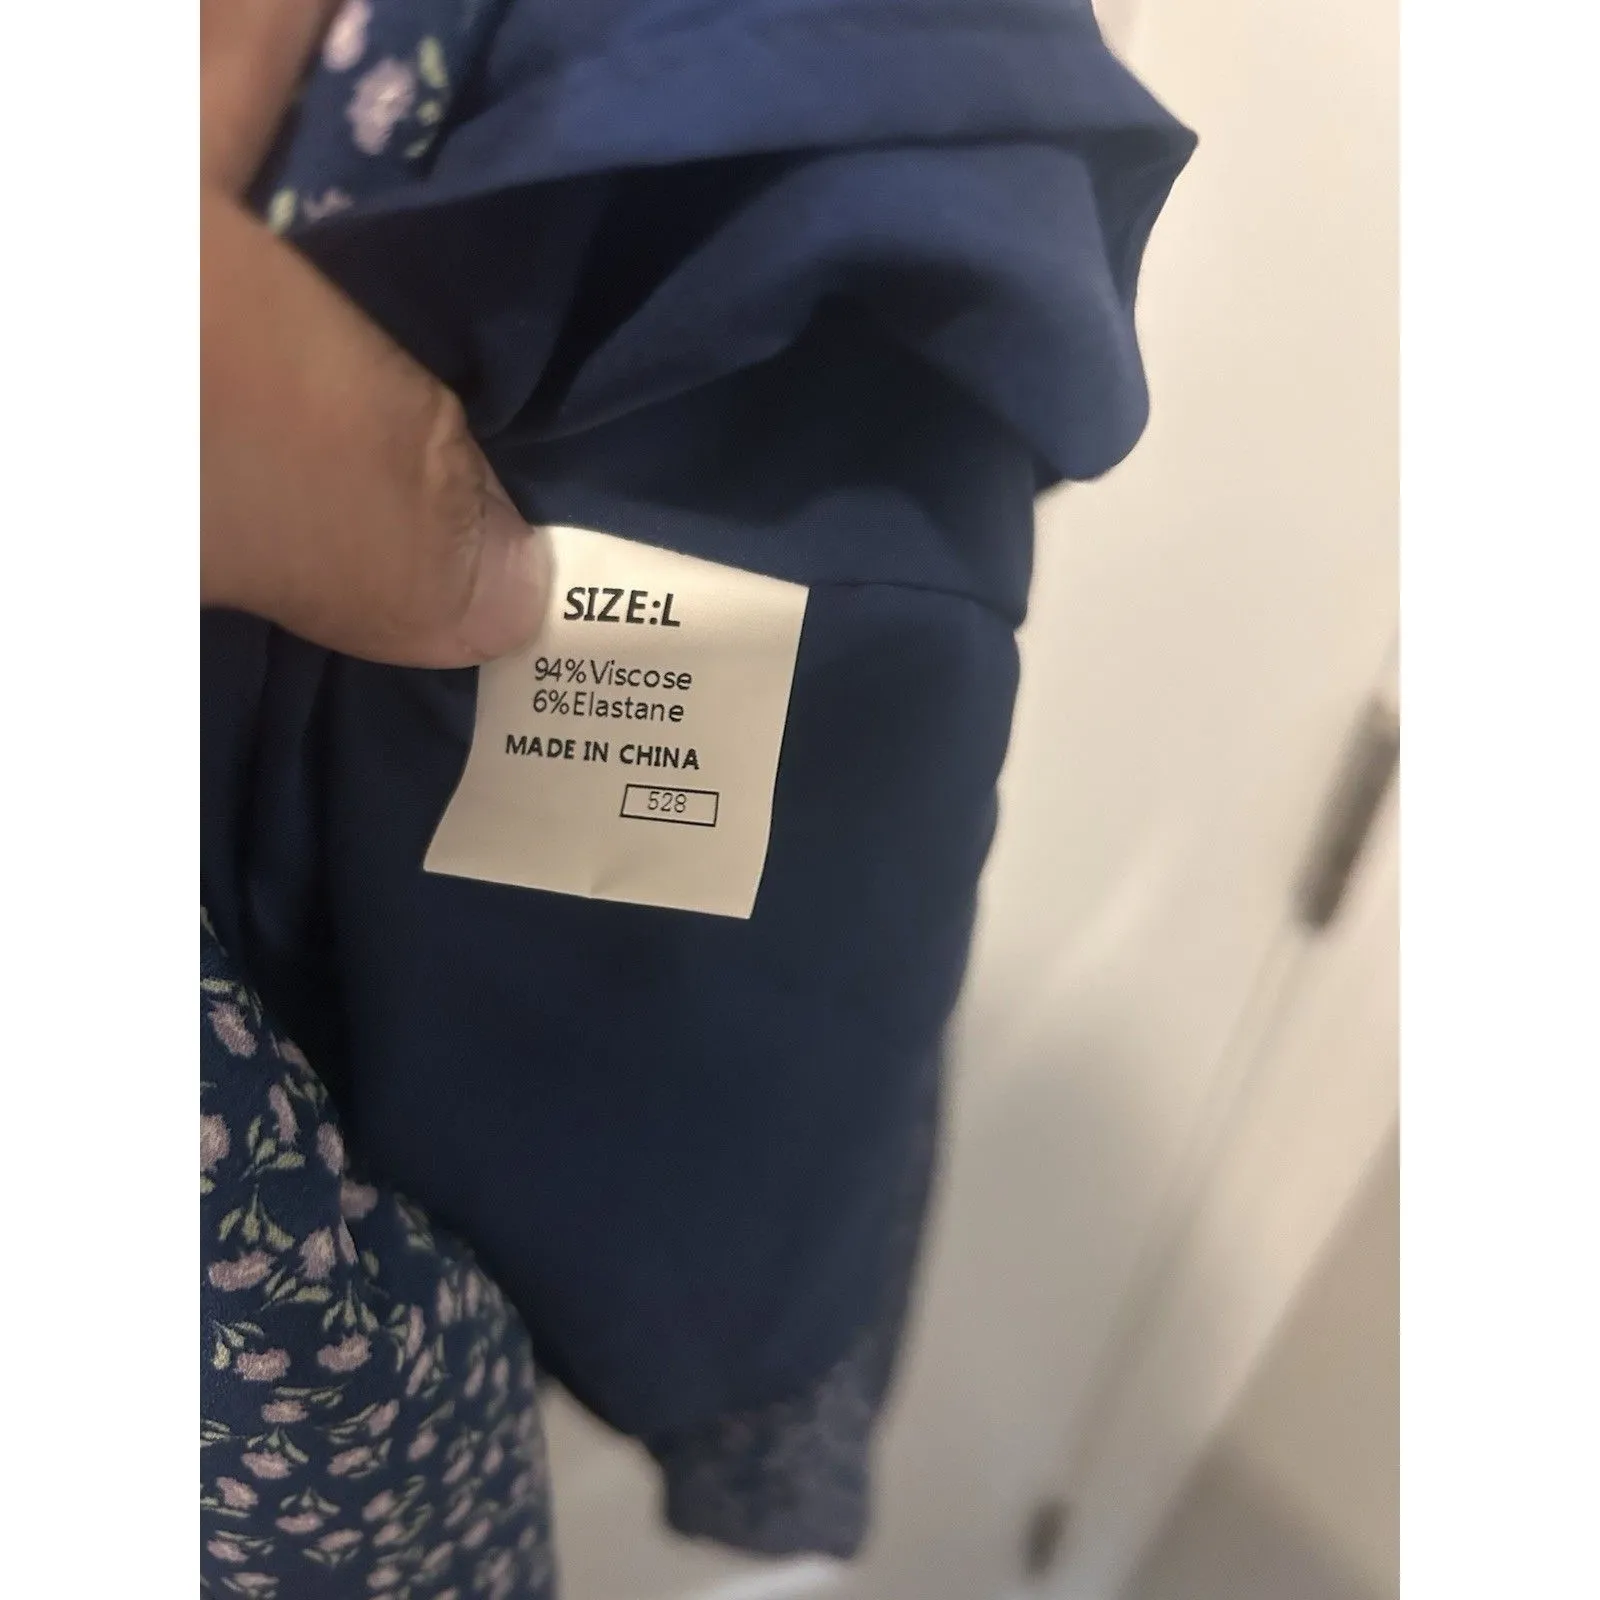 SIZE:L
94%Viscose
6%Elastane
MADE IN CHINA
528